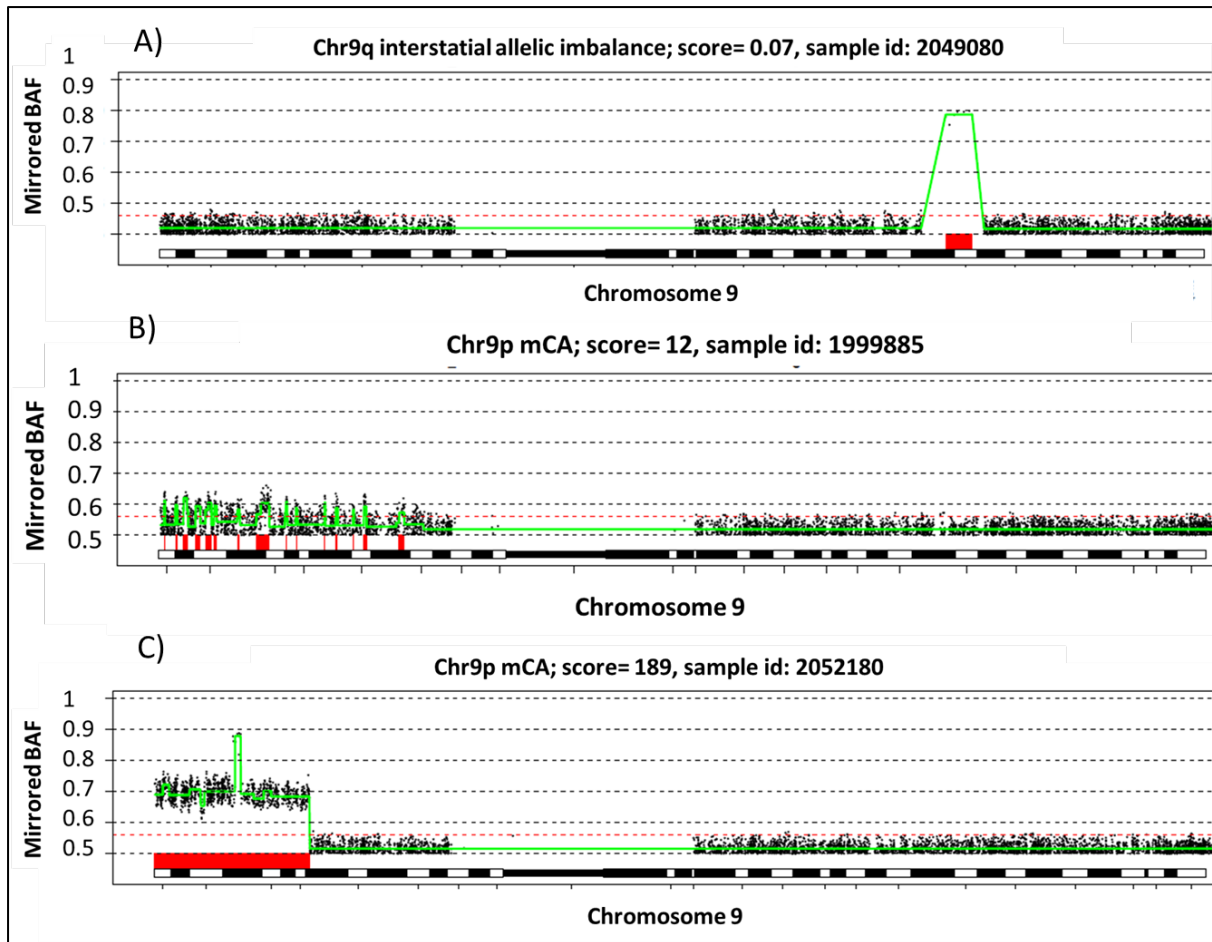 A)
Chr9q interstatial allelic imbalance; score= 0.07, sample id: 2049080
Mirrored BAF
1
0.9
0.8
0.7
0.6
0.5
Chromosome 9
B)
Chr9p mCA; score= 12, sample id: 1999885
Mirrored BAF
1
0.9
0.8
0.7
0.6
0.5
Chromosome 9
C)
Chr9p mCA; score= 189, sample id: 2052180
Mirrored BAF
1
0.9
0.8
0.7
0.6
0.5
Chromosome 9